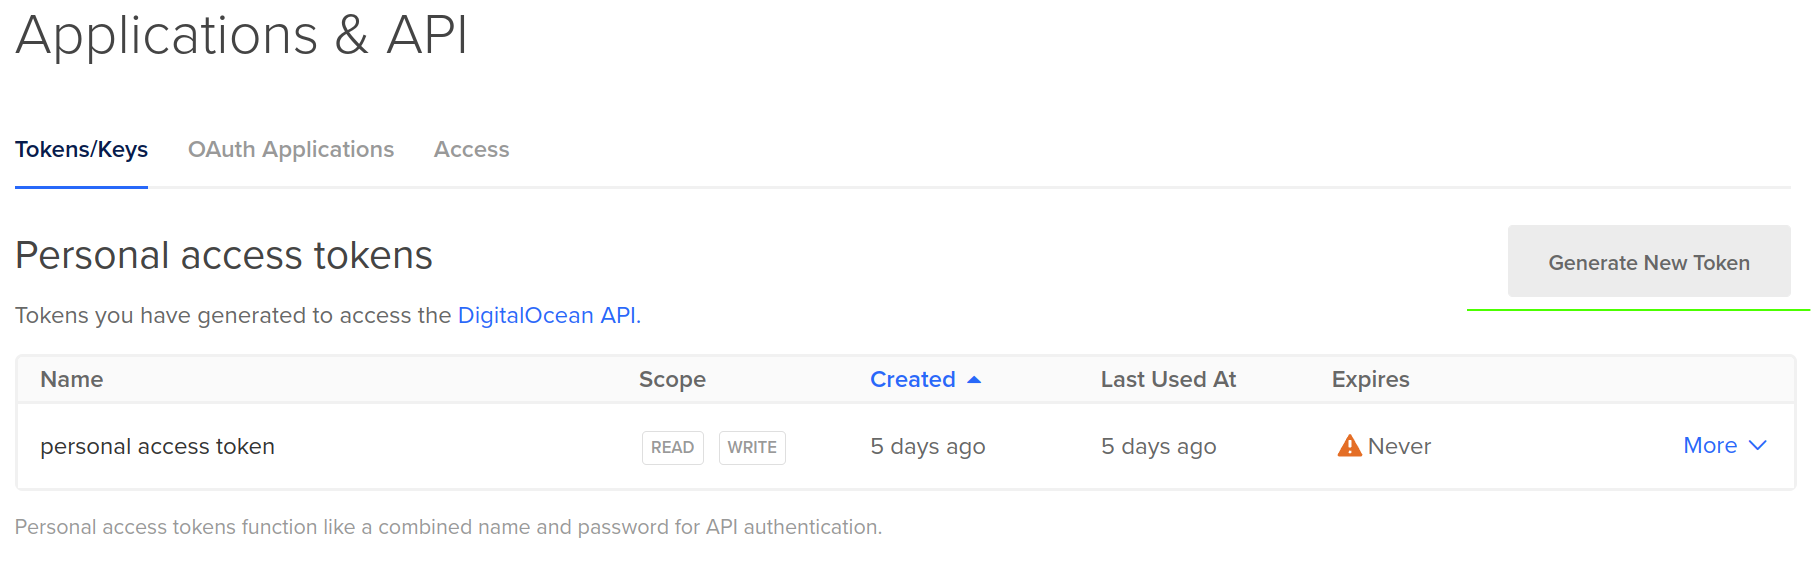 Applications & API
Tokens/Keys OAuth Applications Access
Personal access tokens
Generate New Token
Tokens you have generated to access the DigitalOcean API.
Name Scope Created Last Used At Expires
personal access token READ WRITE 5 days ago 5 days ago Never More
Personal access tokens function like a combined name and password for API authentication.